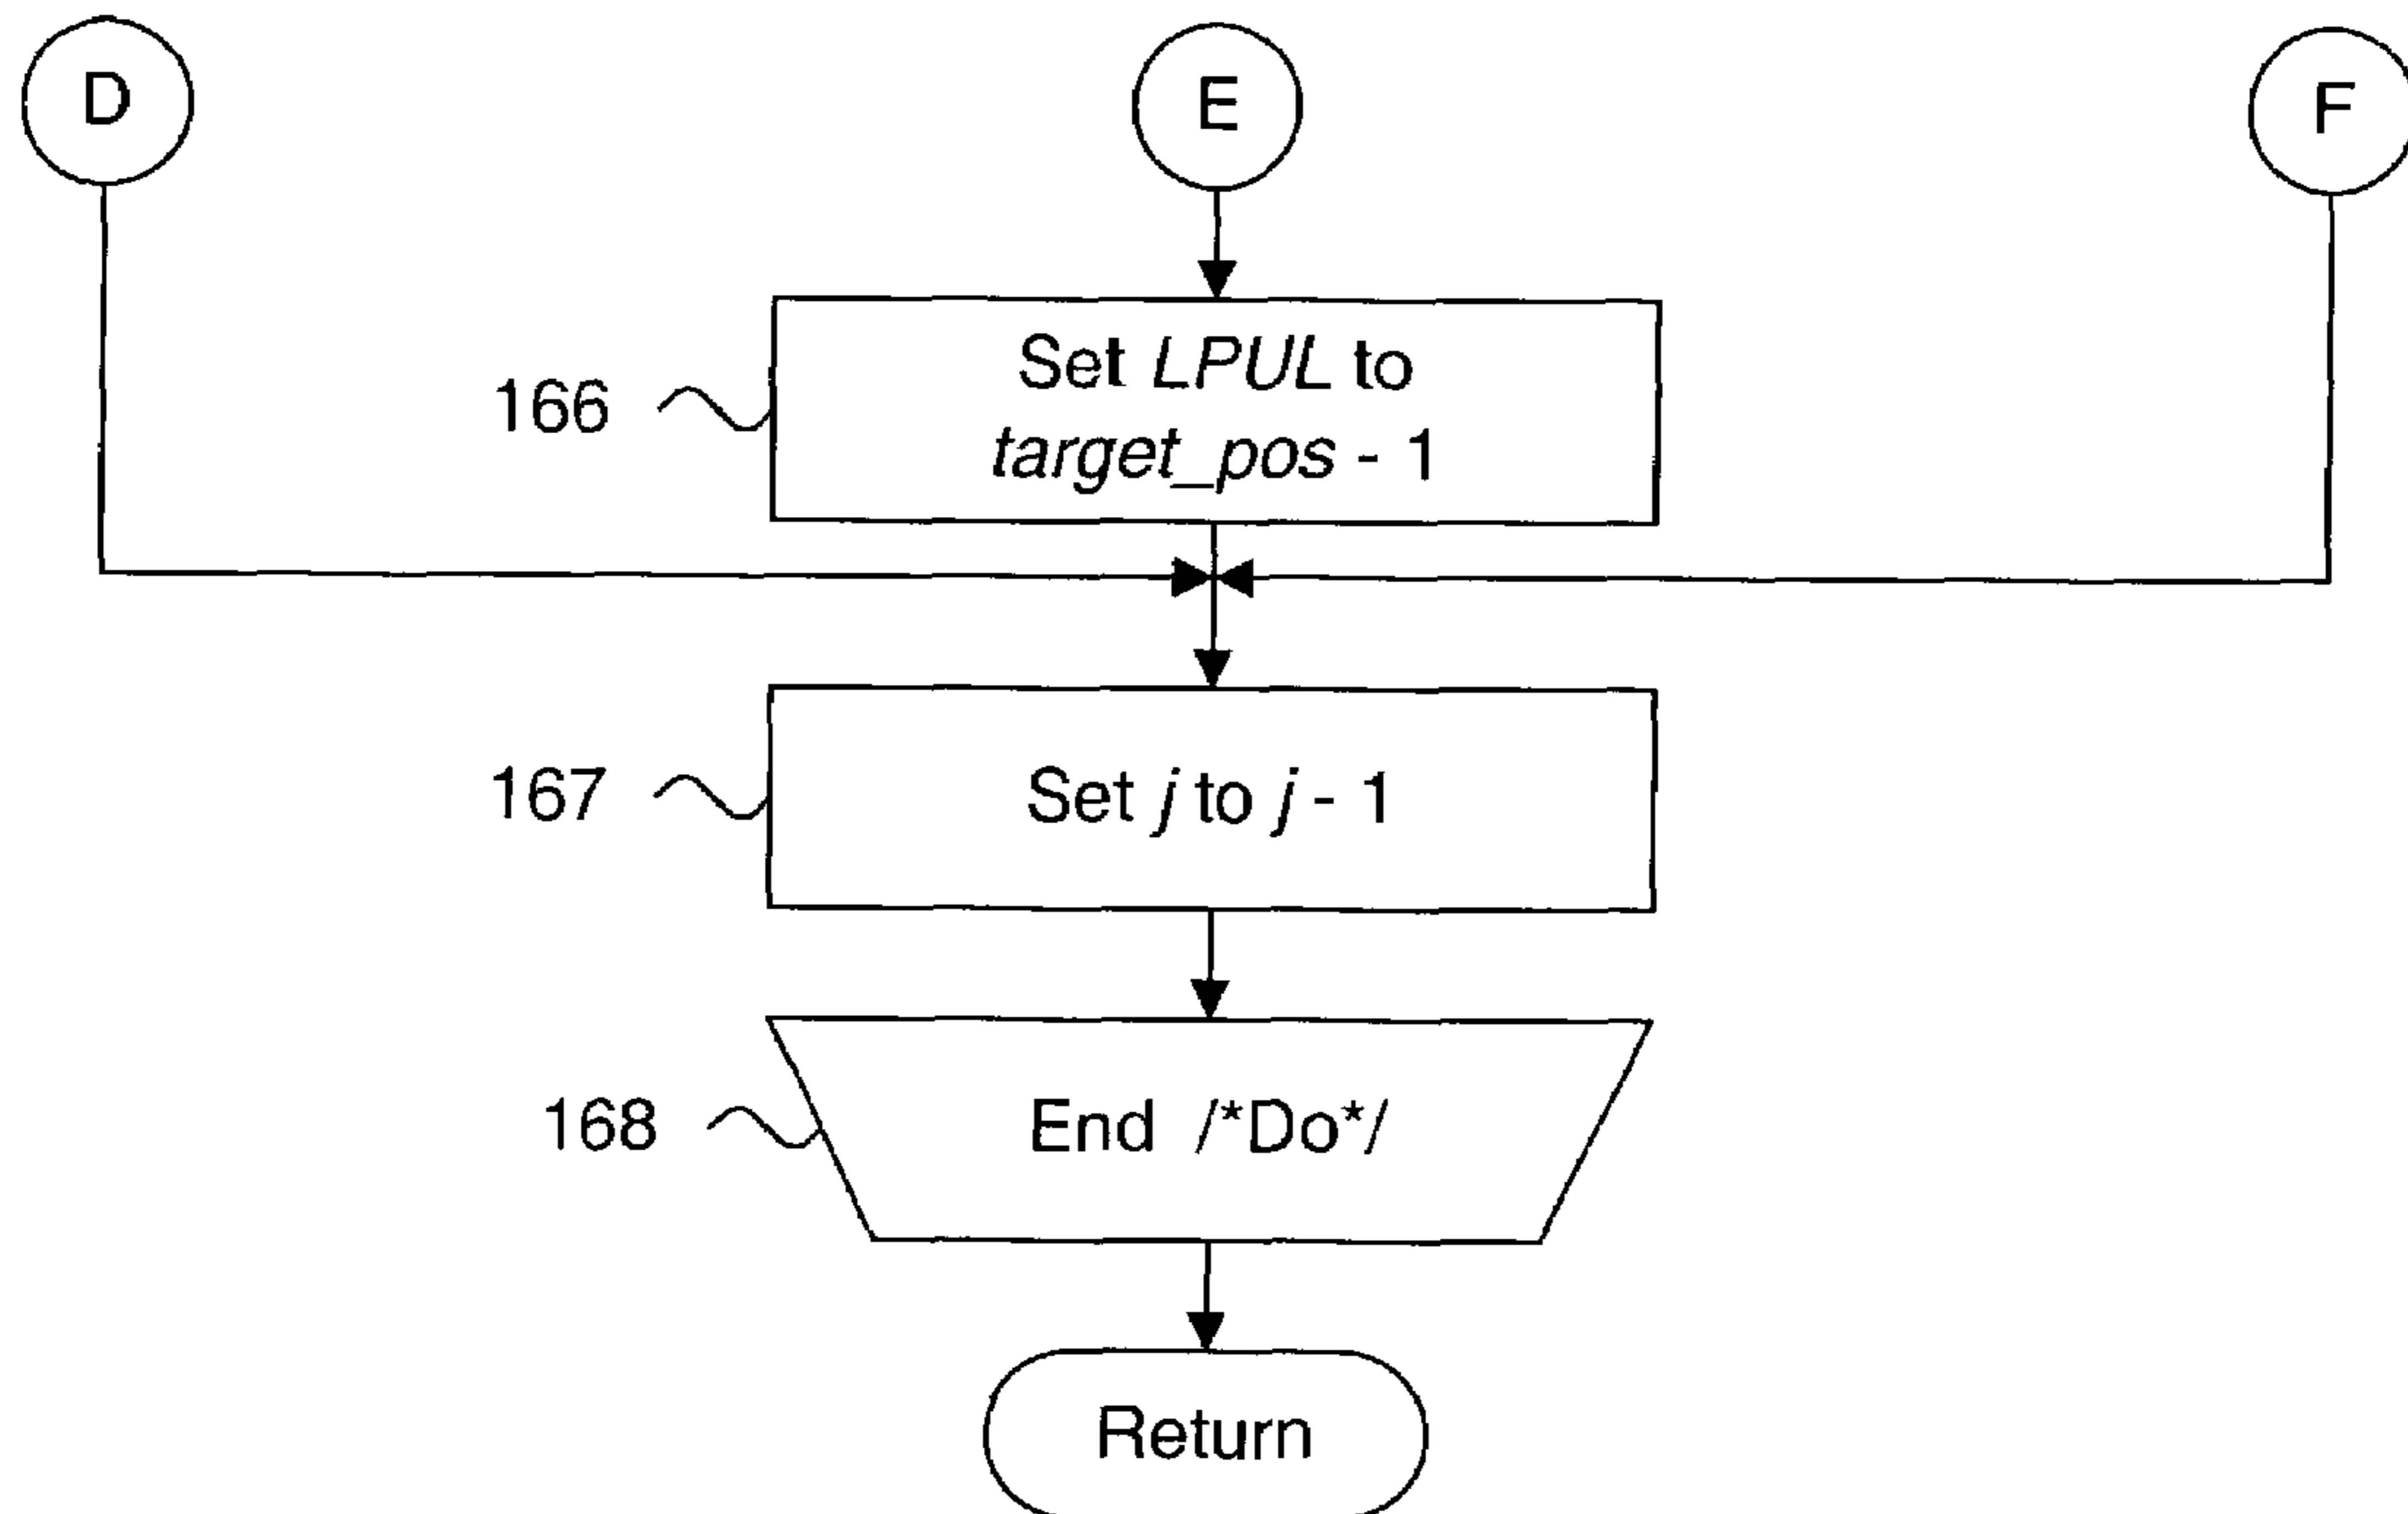 D
E
F
166
Set LPUL to
target_pos - 1
167
Set j to j - 1
168
End /*Do*/
Return